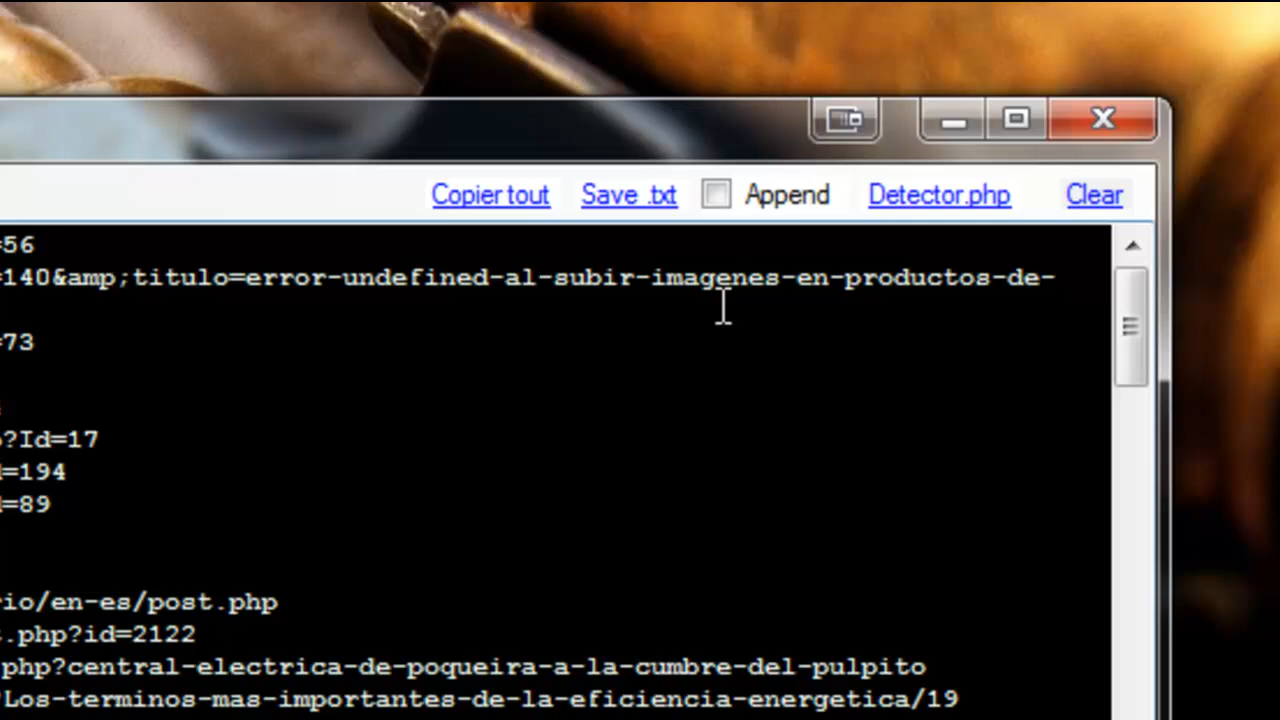 Copier tout Save .txt Append Detector.php Clear
=56
=140&amp;titulo=error-undefined-al-subir-imagenes-en-productos-de-
=73
?Id=17
=194
=89
io/en-es/post.php
.php?id=2122
php?central-electrica-de-poqueira-a-la-cumbre-del-pulpito
Los-terminos-mas-importantes-de-la-eficiencia-energetica/19